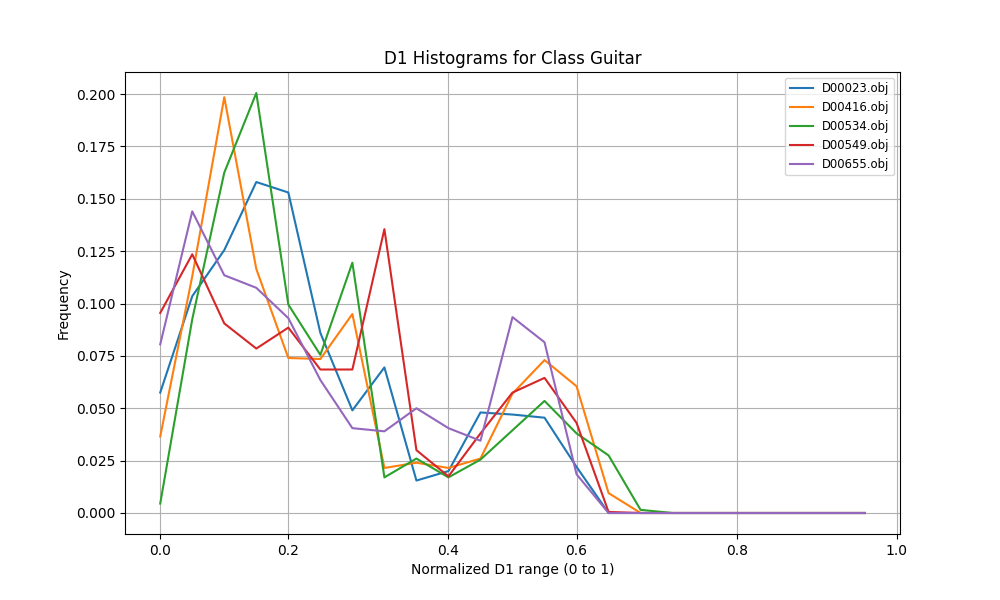 D1 Histograms for Class Guitar
0.200
0.175
0.150
0.125
0.100
0.075
0.050
0.025
0.000
Frequency
D00023.obj
D00416.obj
D00534.obj
D00549.obj
D00655.obj
0.0 0.2 0.4 0.6 0.8 1.0
Normalized D1 range (0 to 1)